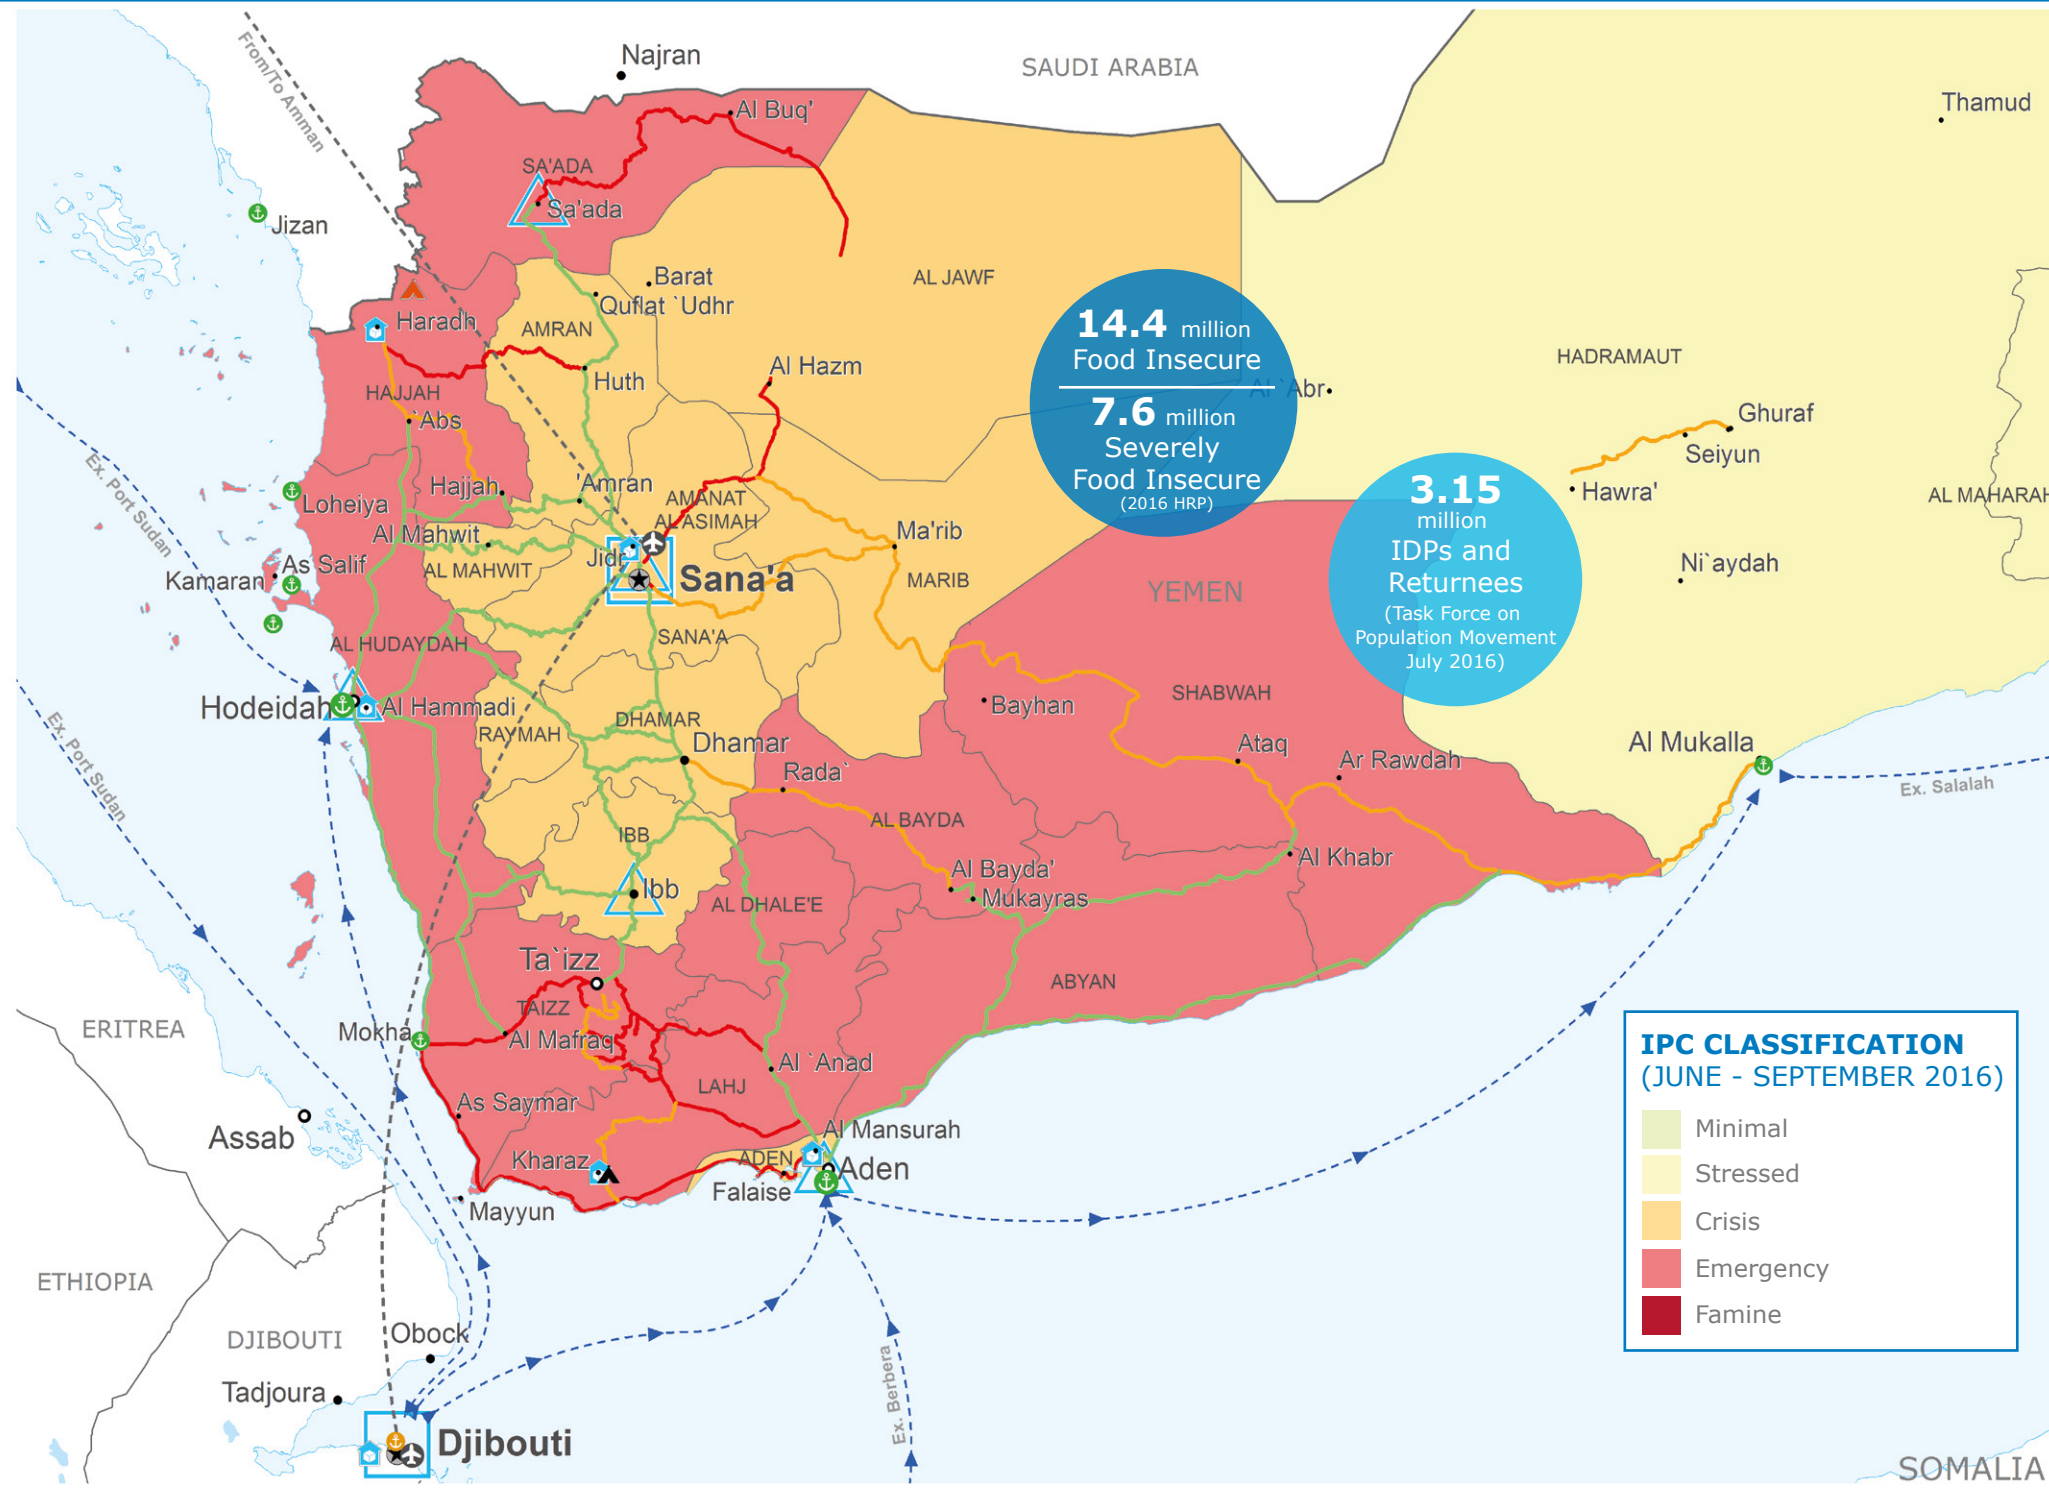 From/To Amman
Najran
SAUDI ARABIA
Thamud
Al Buq'
SA'ADA
Sa'ada
Jizan
Barat
Quflat `Udhr
AL JAWF
Haradh
AMRAN
14.4 million
Food Insecure
7.6 million
Severely
Food Insecure
(2016 HRP)
HADRAMAUT
Huth
Al Hazm
Al `Abr
HAJJAH
`Abs
Ghuraf
Seiyun
Hawra'
AL MAHARAH
Ex. Port Sudan
Hajjah
'Amran
AMANAT
AL ASIMAH
Loheiya
Al Mahwit
Ma'rib
3.15
million
IDPs and
Returnees
(Task Force on
Population Movement
July 2016)
As Salif
Kamaran
AL MAHWIT
Jidr
Sana'a
MARIB
YEMEN
Ni`aydah
AL HUDAYDAH
SANA'A
SHABWAH
Hodeidah
Al Hammadi
Bayhan
Ex. Port Sudan
RAYMAH
DHAMAR
Dhamar
Ataq
Ar Rawdah
Al Mukalla
Ex. Salalah
Rada`
IBB
AL BAYDA
Al Khabr
Al Bayda'
Mukayras
Ibb
AL DHALE'E
Ta`izz
TAIZZ
ABYAN
ERITREA
Mokha
Al Mafraq
Al `Anad
LAHJ
As Saymar
Assab
Al Mansurah
Kharaz
ADEN
Aden
Falaise
Mayyun
ETHIOPIA
DJIBOUTI
Obock
Tadjoura
Djibouti
Ex. Berbera
SOMALIA
IPC CLASSIFICATION
(JUNE - SEPTEMBER 2016)
Minimal
Stressed
Crisis
Emergency
Famine